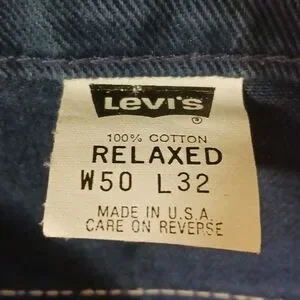 LEVI'S
®
100% COTTON
RELAXED
W50 L32
MADE IN U.S.A.
CARE ON REVERSE